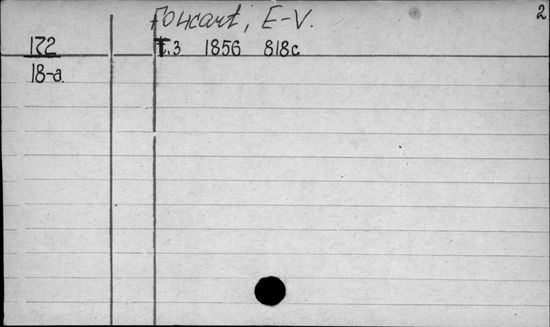 Foucart, E-V. 2
172 T.3 1856 818c
18-a.